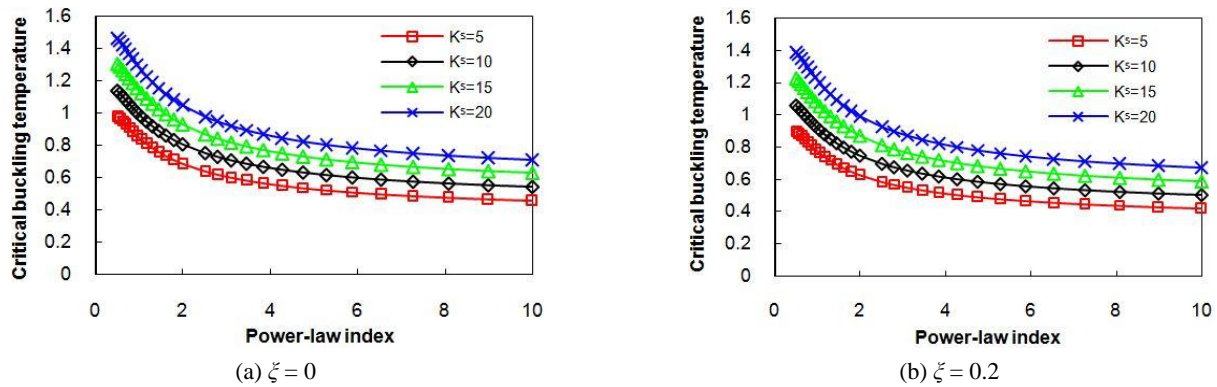 Critical buckling temperature
1.6
1.4
1.2
1
0.8
0.6
0.4
0.2
0
Kˢ=5
Kˢ=10
Kˢ=15
Kˢ=20
0 2 4 6 8 10
Power-law index
(a) ξ = 0
Critical buckling temperature
1.6
1.4
1.2
1
0.8
0.6
0.4
0.2
0
Kˢ=5
Kˢ=10
Kˢ=15
Kˢ=20
0 2 4 6 8 10
Power-law index
(b) ξ = 0.2